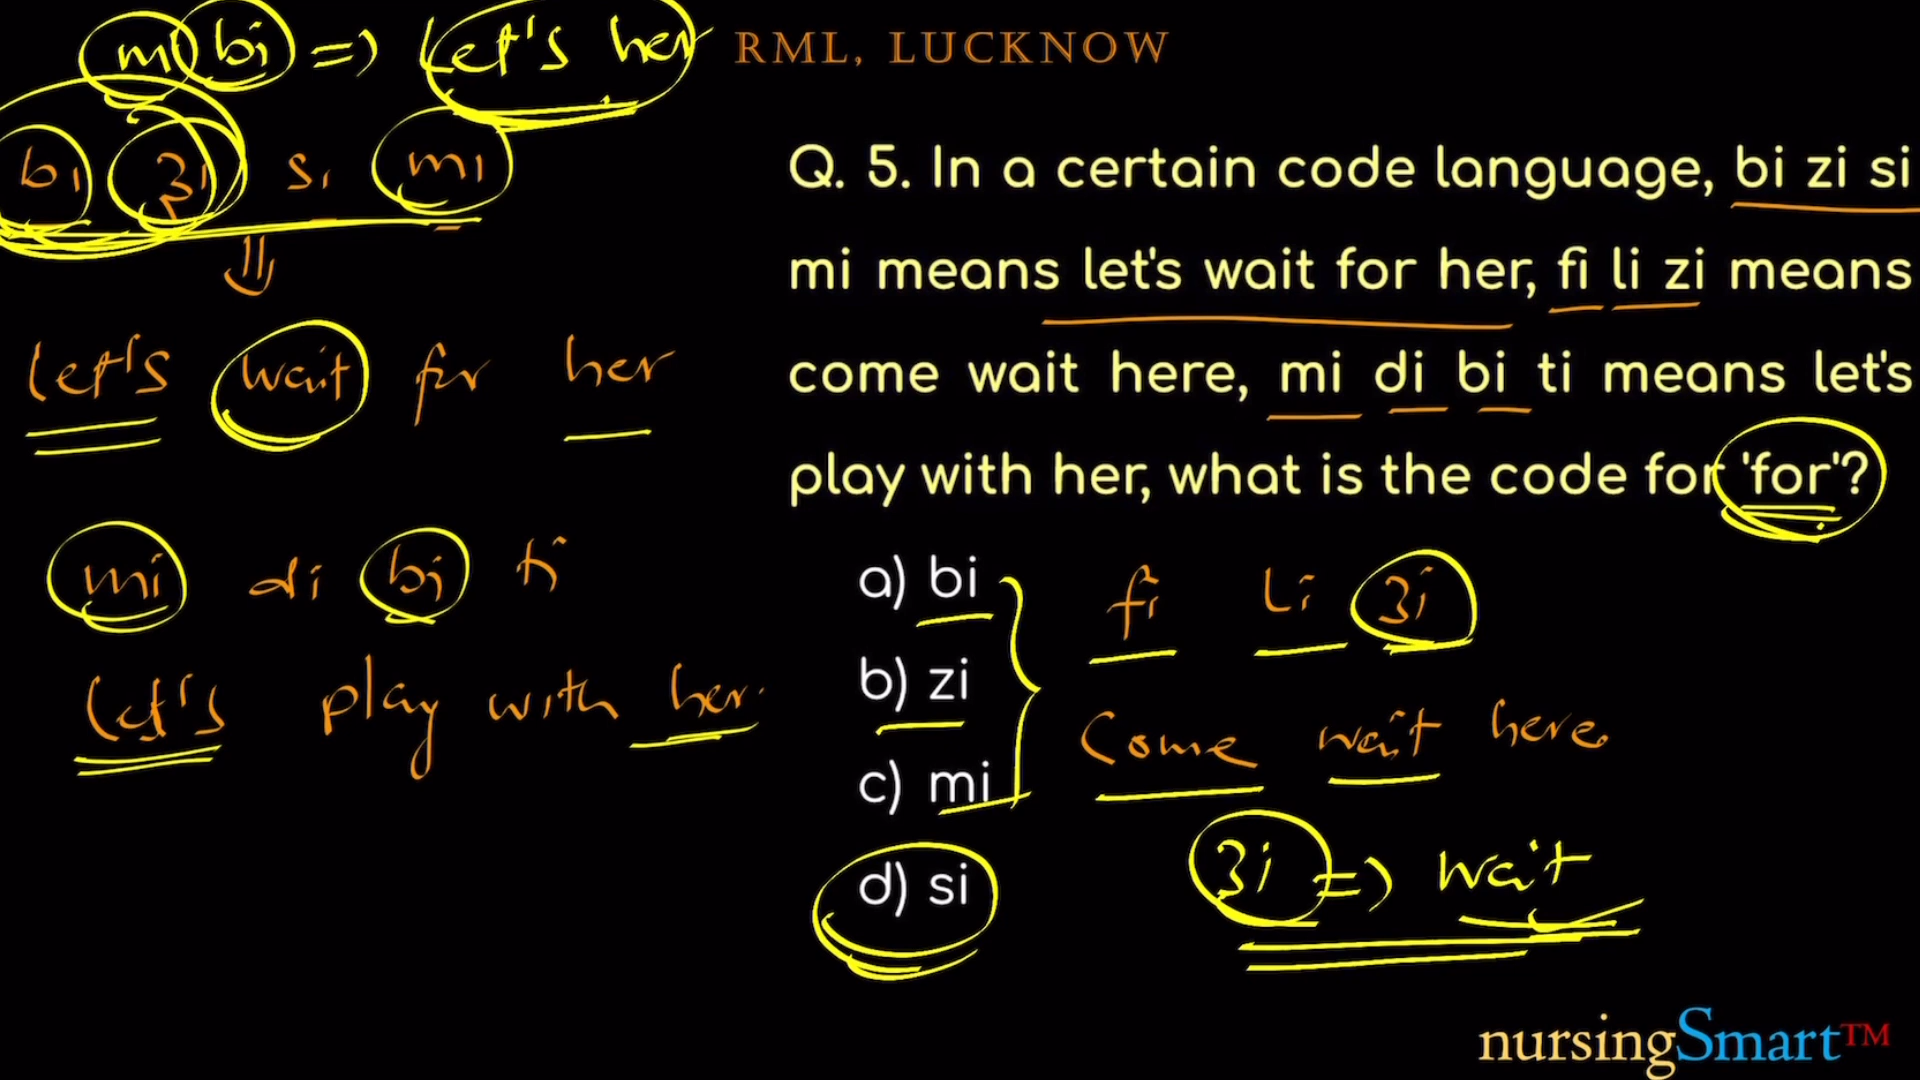 mi bi => Let's her
RML, LUCKNOW
bi zi si mi
Let's wait for her
mi di bi ti
Let's play with her.
Q. 5. In a certain code language, bi zi si
mi means let's wait for her, fi li zi means
come wait here, mi di bi ti means let's
play with her, what is the code for 'for'?
a) bi
b) zi
c) mi
d) si
fi Li zi
Come wait here.
zi => wait
nursingSmart™